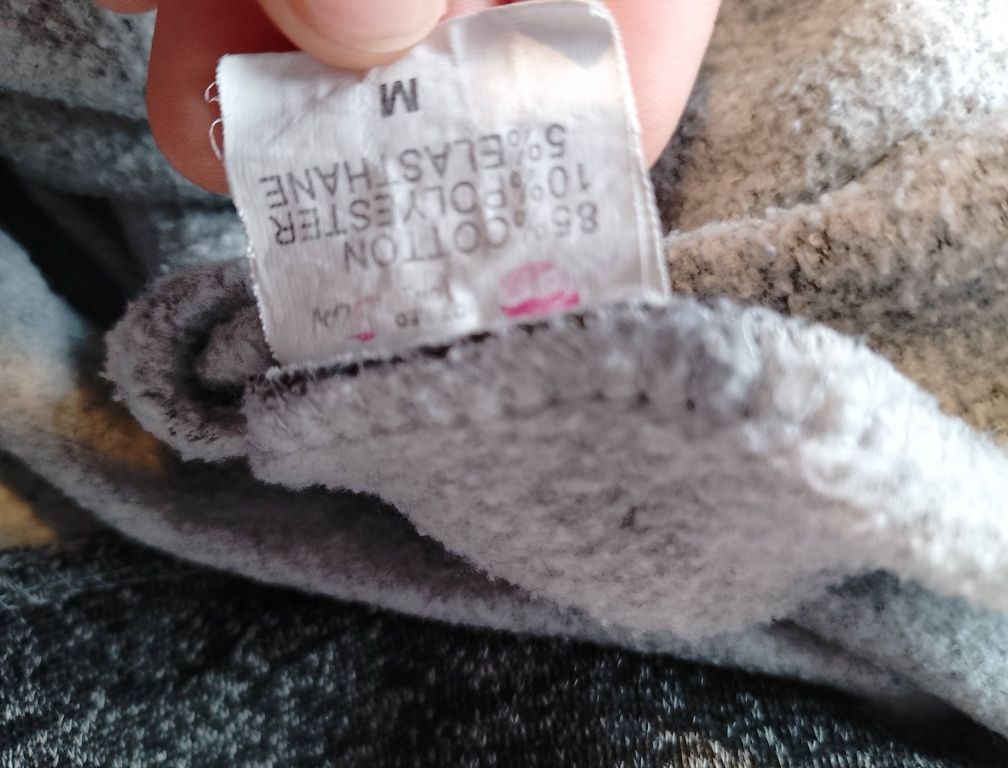 85% COTTON
10% POLYESTER
5% ELASTHANE
M